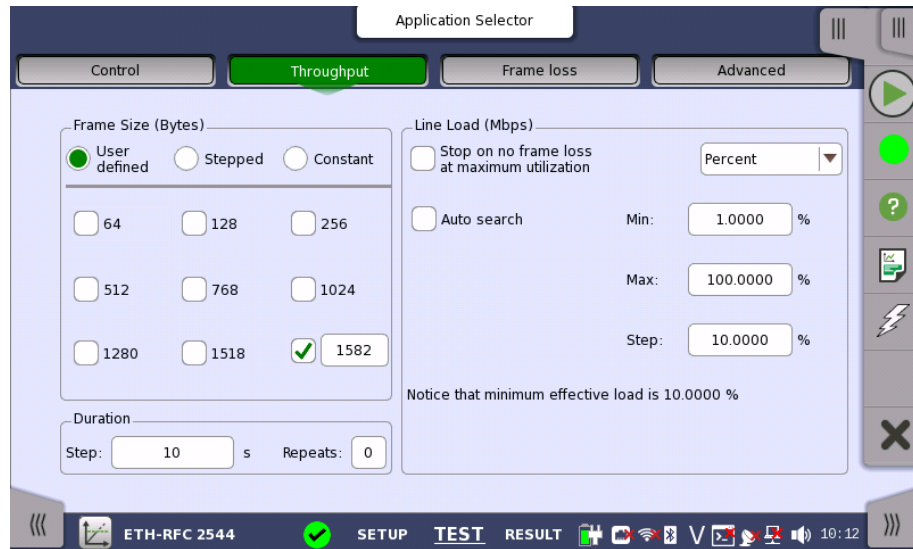 Application Selector
Control
Throughput
Frame loss
Advanced
Frame Size (Bytes)
User
defined
Stepped
Constant
64
128
256
512
768
1024
1280
1518
1582
Duration
Step: 10 s Repeats: 0
Line Load (Mbps)
Stop on no frame loss
at maximum utilization
Percent
Auto search
Min: 1.0000 %
Max: 100.0000 %
Step: 10.0000 %
Notice that minimum effective load is 10.0000 %
ETH-RFC 2544
SETUP
TEST
RESULT
V
10:12